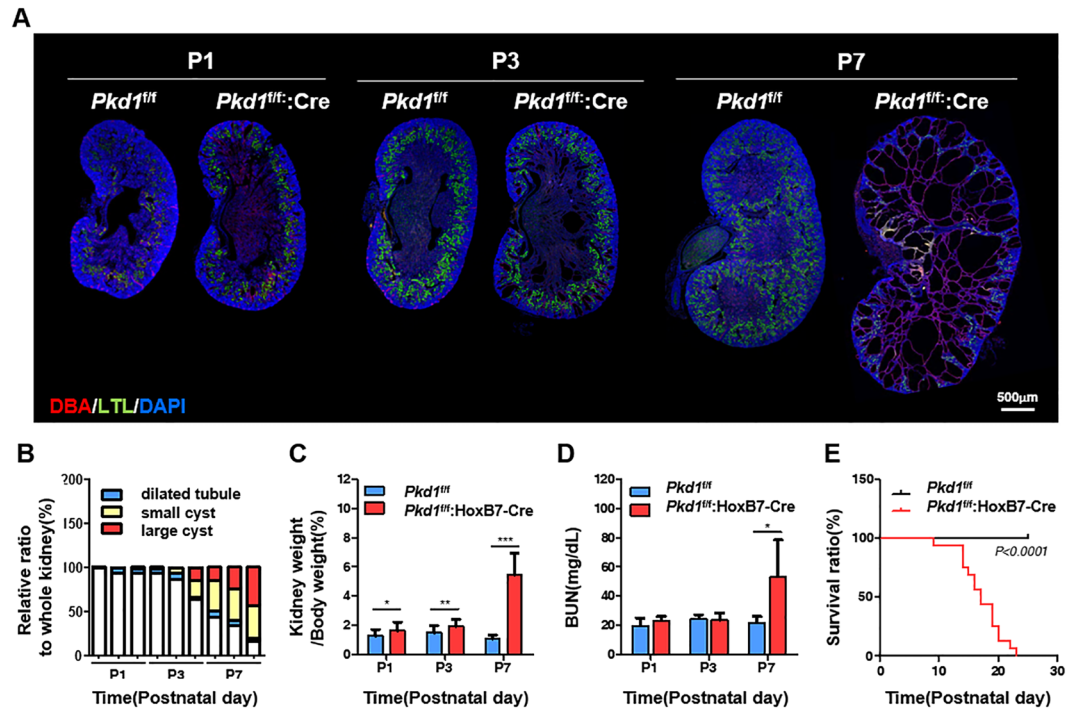 A
P1
P3
P7
Pkd1f/f
Pkd1f/f::Cre
Pkd1f/f
Pkd1f/f::Cre
Pkd1f/f
Pkd1f/f::Cre
DBA/LTL/DAPI
500μm
B
Relative ratio
to whole kidney(%)
200
150
100
50
0
dilated tubule
small cyst
large cyst
P1
P3
P7
Time(Postnatal day)
C
Kidney weight
/Body weight(%)
12
10
8
6
4
2
0
Pkd1f/f
Pkd1f/f:HoxB7-Cre
*
**
***
P1
P3
P7
Time(Postnatal day)
D
BUN(mg/dL)
120
100
80
60
40
20
0
Pkd1f/f
Pkd1f/f:HoxB7-Cre
*
P1
P3
P7
Time(Postnatal day)
E
Survival ratio(%)
150
100
50
0
Pkd1f/f
Pkd1f/f:HoxB7-Cre
P<0.0001
0
10
20
30
Time(Postnatal day)